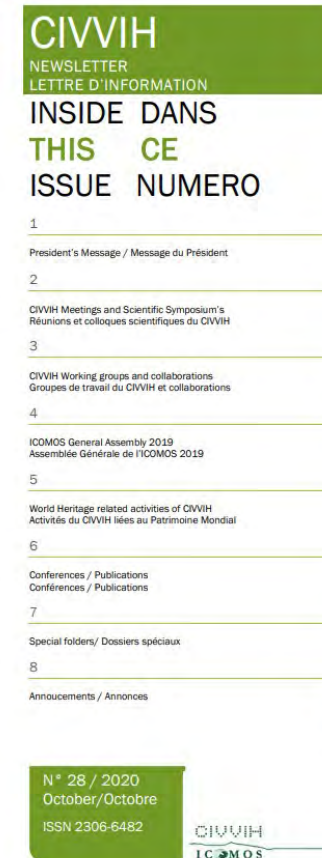 CIVVIH
NEWSLETTER
LETTRE D'INFORMATION
INSIDE DANS
THIS CE
ISSUE NUMERO
1
President's Message / Message du Président
2
CIVVIH Meetings and Scientific Symposium's
Réunions et colloques scientifiques du CIVVIH
3
CIVVIH Working groups and collaborations
Groupes de travail du CIVVIH et collaborations
4
ICOMOS General Assembly 2019
Assemblée Générale de l'ICOMOS 2019
5
World Heritage related activities of CIVVIH
Activités du CIVVIH liées au Patrimoine Mondial
6
Conferences / Publications
Conférences / Publications
7
Special folders/ Dossiers spéciaux
8
Annoucements / Annonces
N° 28 / 2020
October/Octobre
ISSN 2306-6482
CIVVIH
ICOMOS